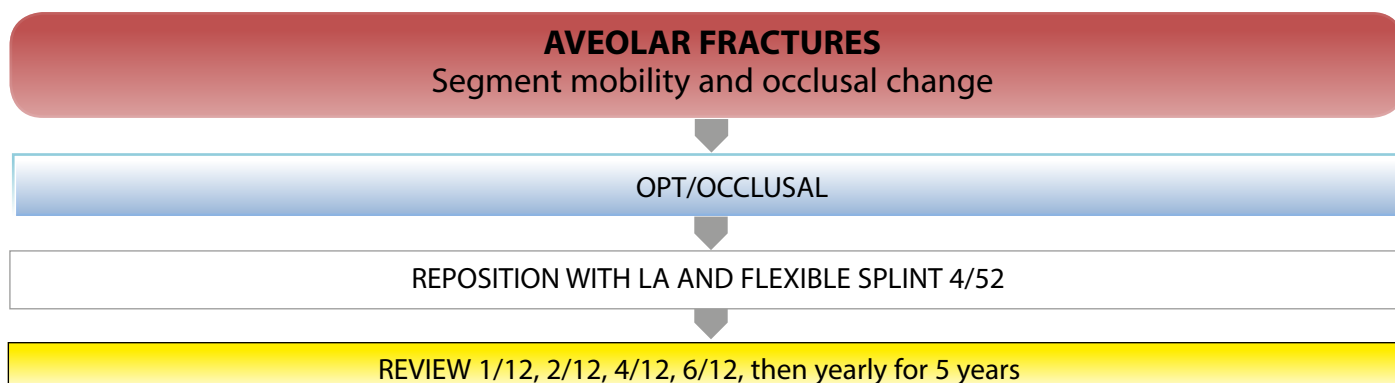 AVEOLAR FRACTURES
Segment mobility and occlusal change
OPT/OCCLUSAL
REPOSITION WITH LA AND FLEXIBLE SPLINT 4/52
REVIEW 1/12, 2/12, 4/12, 6/12, then yearly for 5 years